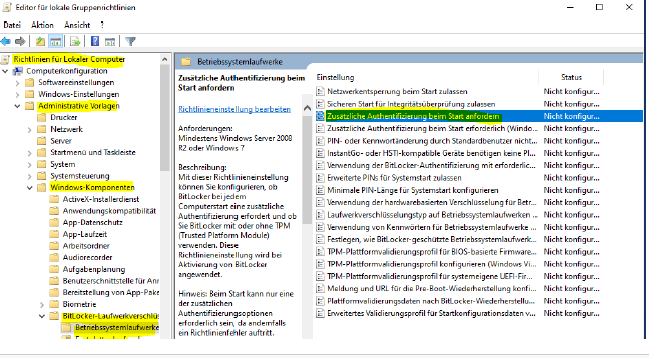 Editor für lokale Gruppenrichtlinien
Datei Aktion Ansicht ?
Richtlinien für Lokaler Computer
Computerkonfiguration
Softwareeinstellungen
Windows-Einstellungen
Administrative Vorlagen
Drucker
Netzwerk
Server
Startmenü und Taskleiste
System
Systemsteuerung
Windows-Komponenten
ActiveX-Installerdienst
Anwendungskompatibilität
App-Datenschutz
App-Laufzeit
Arbeitsordner
Audiorecorder
Aufgabenplanung
Benutzerschnittstelle für Anm
Bereitstellung von App-Pake
Biometrie
BitLocker-Laufwerkverschlüs
Betriebssystemlaufwerke
Betriebssystemlaufwerke
Zusätzliche Authentifizierung beim
Start anfordern
Richtlinieneinstellung bearbeiten
Anforderungen:
Mindestens Windows Server 2008
R2 oder Windows 7
Beschreibung:
Mit dieser Richtlinieneinstellung
können Sie konfigurieren, ob
BitLocker bei jedem
Computerstart eine zusätzliche
Authentifizierung erfordert und ob
Sie BitLocker mit oder ohne TPM
(Trusted Platform Module)
verwenden. Diese
Richtlinieneinstellung wird bei
Aktivierung von BitLocker
angewendet.
Hinweis: Beim Start kann nur eine
der zusätzlichen
Authentifizierungsoptionen
erforderlich sein, da andernfalls
ein Richtlinienfehler auftritt.
Einstellung Status
Netzwerkentsperrung beim Start zulassen Nicht konfigur...
Sicheren Start für Integritätsüberprüfung zulassen Nicht konfigur...
Zusätzliche Authentifizierung beim Start anfordern Nicht konfigur...
Zusätzliche Authentifizierung beim Start erforderlich (Windo... Nicht konfigur...
PIN- oder Kennwortänderung durch Standardbenutzer nicht... Nicht konfigur...
InstantGo- oder HSTI-kompatible Geräte benötigen keine Pl... Nicht konfigur...
Verwendung der BitLocker-Authentifizierung mit erforderlich... Nicht konfigur...
Erweiterte PINs für Systemstart zulassen Nicht konfigur...
Minimale PIN-Länge für Systemstart konfigurieren Nicht konfigur...
Verwendung der hardwarebasierten Verschlüsselung für Betr... Nicht konfigur...
Laufwerkverschlüsselungstyp auf Betriebssystemlaufwerken ... Nicht konfigur...
Verwendung von Kennwörtern für Betriebssystemlaufwerke ... Nicht konfigur...
Festlegen, wie BitLocker-geschützte Betriebssystemlaufwerk... Nicht konfigur...
TPM-Plattformvalidierungsprofil für BIOS-basierte Firmware... Nicht konfigur...
TPM-Plattformvalidierungsprofil konfigurieren (Windows Vi... Nicht konfigur...
TPM-Plattformvalidierungsprofil für systemeigene UEFI-Fir... Nicht konfigur...
Meldung und URL für die Pre-Boot-Wiederherstellung konfi... Nicht konfigur...
Plattformvalidierungsdaten nach BitLocker-Wiederherstellu... Nicht konfigur...
Erweitertes Validierungsprofil für Startkonfigurationsdaten v... Nicht konfigur...